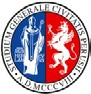 STUDIUM GENERALE CIVITATIS PERUSII
A.D. MCCCVIII